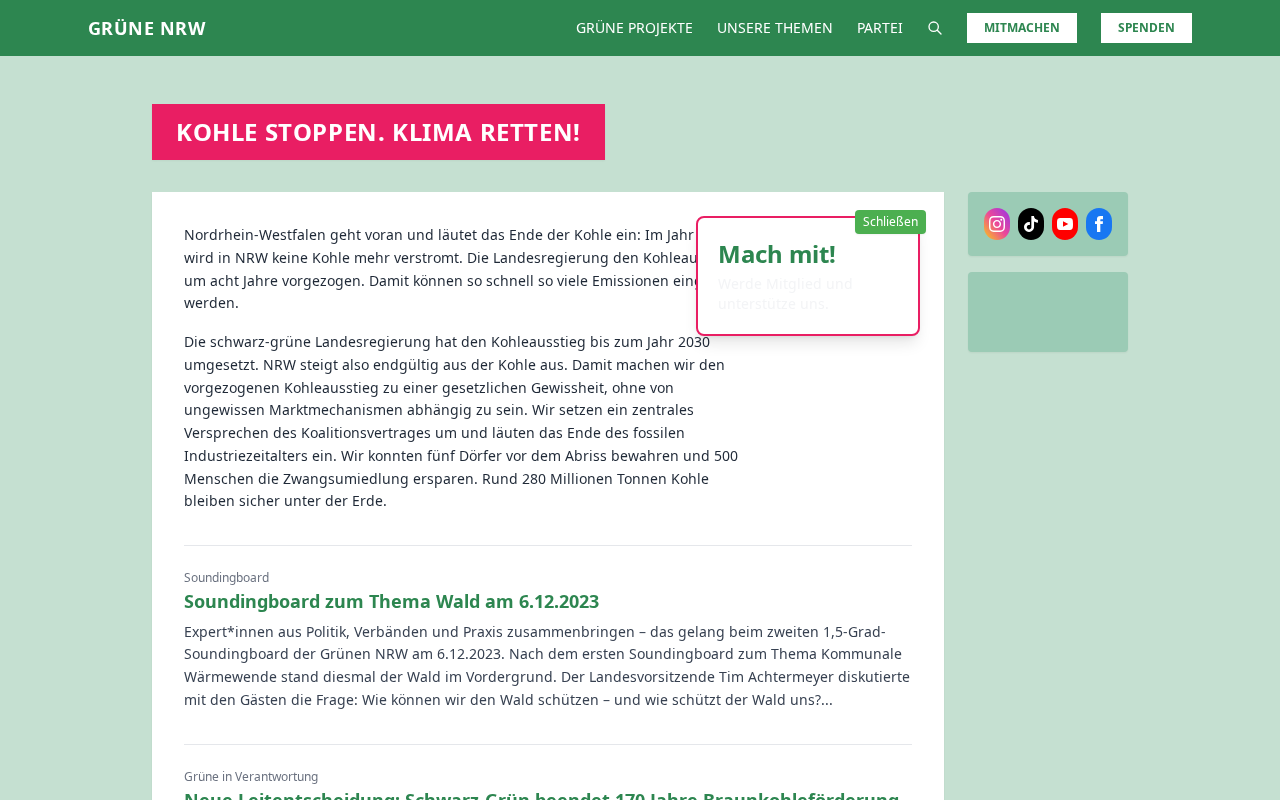 GRÜNE NRW
GRÜNE PROJEKTE
UNSERE THEMEN
PARTEI
MITMACHEN
SPENDEN
KOHLE STOPPEN. KLIMA RETTEN!
Nordrhein-Westfalen geht voran und läutet das Ende der Kohle ein: Im Jahr
wird in NRW keine Kohle mehr verstromt. Die Landesregierung den
um acht Jahre vorgezogen. Damit können so schnell so viele Emissionen
werden.
Schließen
Mach mit!
Werde Mitglied und
unterstütze uns.
Die schwarz-grüne Landesregierung hat den Kohleausstieg bis zum Jahr 2030
umgesetzt. NRW steigt also endgültig aus der Kohle aus. Damit machen wir den
vorgezogenen Kohleausstieg zu einer gesetzlichen Gewissheit, ohne von
ungewissen Marktmechanismen abhängig zu sein. Wir setzen ein zentrales
Versprechen des Koalitionsvertrages um und läuten das Ende des fossilen
Industriezeitalters ein. Wir konnten fünf Dörfer vor dem Abriss bewahren und 500
Menschen die Zwangsumiedlung ersparen. Rund 280 Millionen Tonnen Kohle
bleiben sicher unter der Erde.
Soundingboard
Soundingboard zum Thema Wald am 6.12.2023
Expert*innen aus Politik, Verbänden und Praxis zusammenbringen – das gelang beim zweiten 1,5-Grad-
Soundingboard der Grünen NRW am 6.12.2023. Nach dem ersten Soundingboard zum Thema Kommunale
Wärmewende stand diesmal der Wald im Vordergrund. Der Landesvorsitzende Tim Achtermeyer diskutierte
mit den Gästen die Frage: Wie können wir den Wald schützen – und wie schützt der Wald uns?...
Grüne in Verantwortung
Neue Leitentscheidung: Schwarz-Grün beendet 170 Jahre Braunkohleförderung